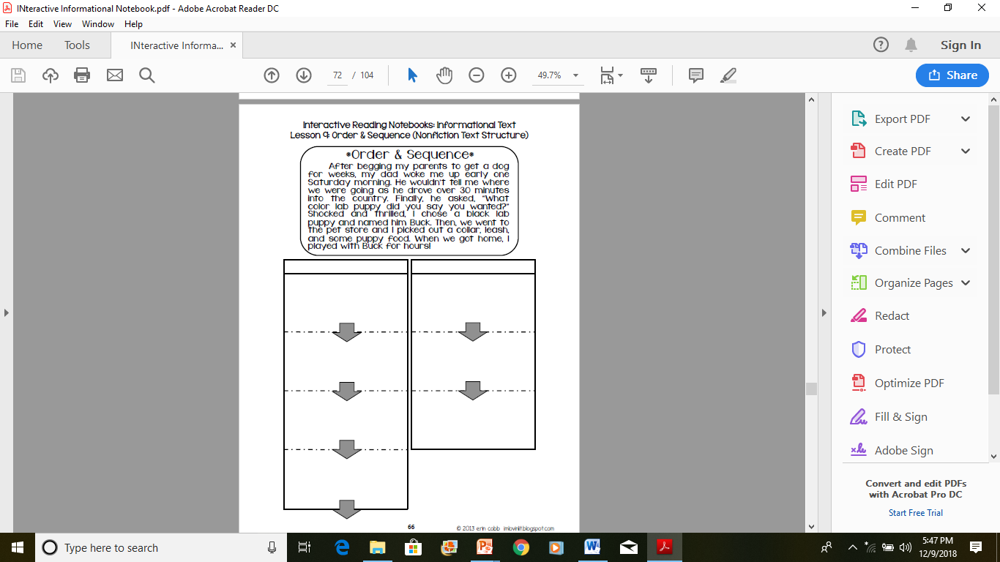 INteractive Informational Notebook.pdf - Adobe Acrobat Reader DC
File Edit View Window Help
Home Tools INteractive Informa... ×
? Sign In
72 / 104 49.7% Share
Interactive Reading Notebooks: Informational Text
Lesson 9: Order & Sequence (Nonfiction Text Structure)
*Order & Sequence*
After begging my parents to get a dog
for weeks, my dad woke me up early one
Saturday morning. He wouldn't tell me where
we were going as he drove over 30 minutes
into the country. Finally, he asked, "What
color lab puppy did you say you wanted?"
Shocked and thrilled, I chose a black lab
puppy and named him Buck. Then, we went to
the pet store and I picked out a collar, leash,
and some puppy food. When we got home, I
played with Buck for hours!
66 © 2013 erin cobb imlovinlit.blogspot.com
Export PDF
Create PDF
Edit PDF
Comment
Combine Files
Organize Pages
Redact
Protect
Optimize PDF
Fill & Sign
Adobe Sign
Convert and edit PDFs
with Acrobat Pro DC
Start Free Trial
Type here to search
5:47 PM
12/9/2018